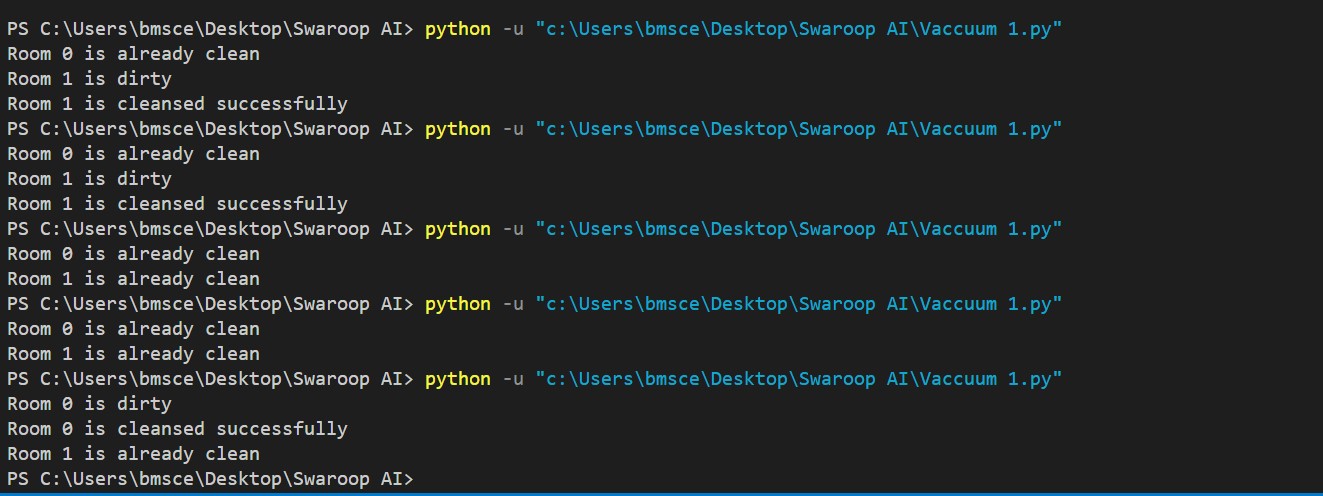 PS C:\Users\bmsce\Desktop\Swaroop AI> python -u "c:\Users\bmsce\Desktop\Swaroop AI\Vaccuum 1.py"
Room 0 is already clean
Room 1 is dirty
Room 1 is cleansed successfully
PS C:\Users\bmsce\Desktop\Swaroop AI> python -u "c:\Users\bmsce\Desktop\Swaroop AI\Vaccuum 1.py"
Room 0 is already clean
Room 1 is dirty
Room 1 is cleansed successfully
PS C:\Users\bmsce\Desktop\Swaroop AI> python -u "c:\Users\bmsce\Desktop\Swaroop AI\Vaccuum 1.py"
Room 0 is already clean
Room 1 is already clean
PS C:\Users\bmsce\Desktop\Swaroop AI> python -u "c:\Users\bmsce\Desktop\Swaroop AI\Vaccuum 1.py"
Room 0 is already clean
Room 1 is already clean
PS C:\Users\bmsce\Desktop\Swaroop AI> python -u "c:\Users\bmsce\Desktop\Swaroop AI\Vaccuum 1.py"
Room 0 is dirty
Room 0 is cleansed successfully
Room 1 is already clean
PS C:\Users\bmsce\Desktop\Swaroop AI>